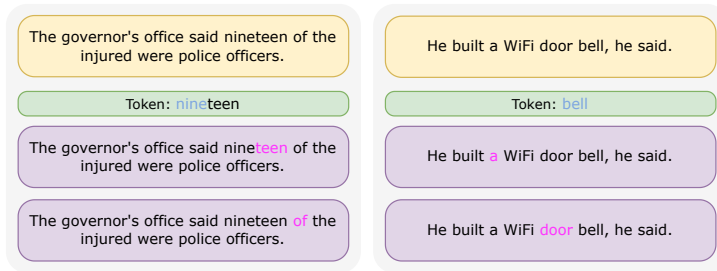 The governor's office said nineteen of the
injured were police officers.
Token: nineteen
The governor's office said nineteen of the
injured were police officers.
The governor's office said nineteen of the
injured were police officers.
He built a WiFi door bell, he said.
Token: bell
He built a WiFi door bell, he said.
He built a WiFi door bell, he said.